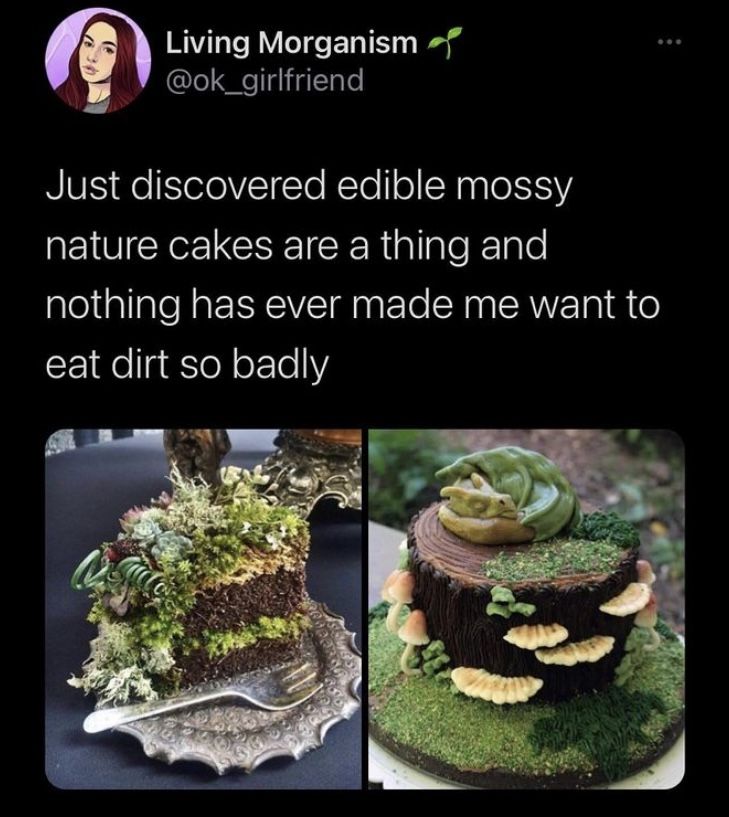 Living Morganism 🌱
@ok_girlfriend
Just discovered edible mossy
nature cakes are a thing and
nothing has ever made me want to
eat dirt so badly